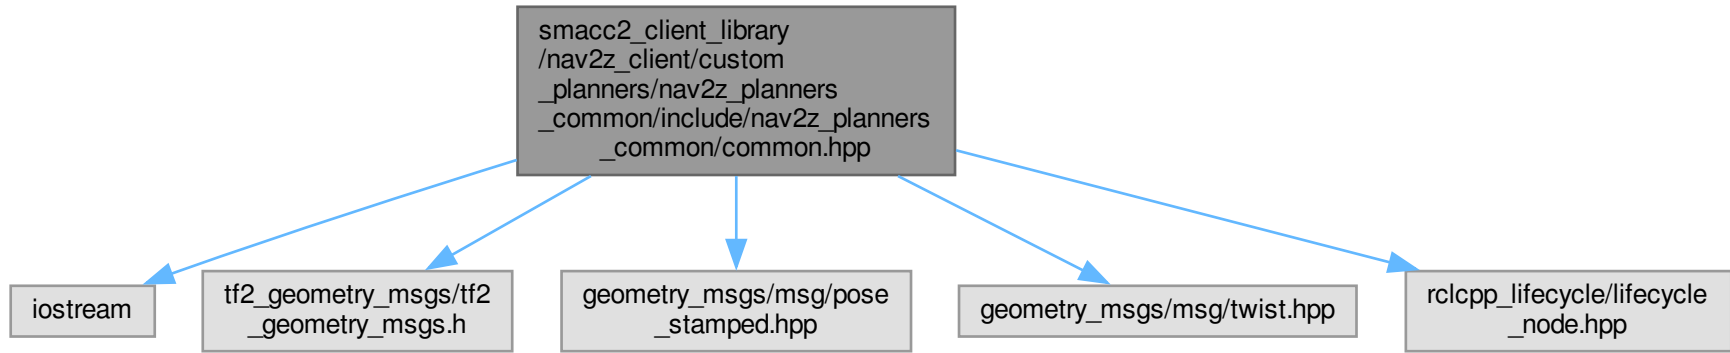 smacc2_client_library
/nav2z_client/custom
_planners/nav2z_planners
_common/include/nav2z_planners
_common/common.hpp
iostream
tf2_geometry_msgs/tf2
_geometry_msgs.h
geometry_msgs/msg/pose
_stamped.hpp
geometry_msgs/msg/twist.hpp
rclcpp_lifecycle/lifecycle
_node.hpp